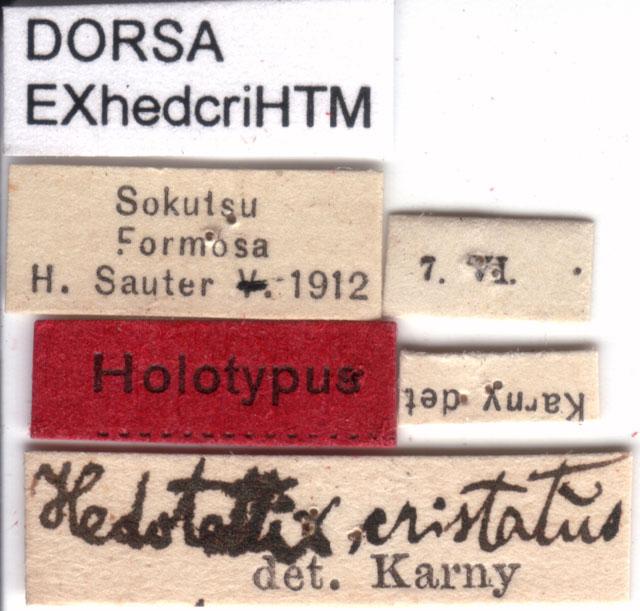 DORSA
EXhedcriHTM
Sokutsu
Formosa
H. Sauter V. 1912
7. VI.
Holotypus
Karny det
Hedotettix cristatus
det. Karny